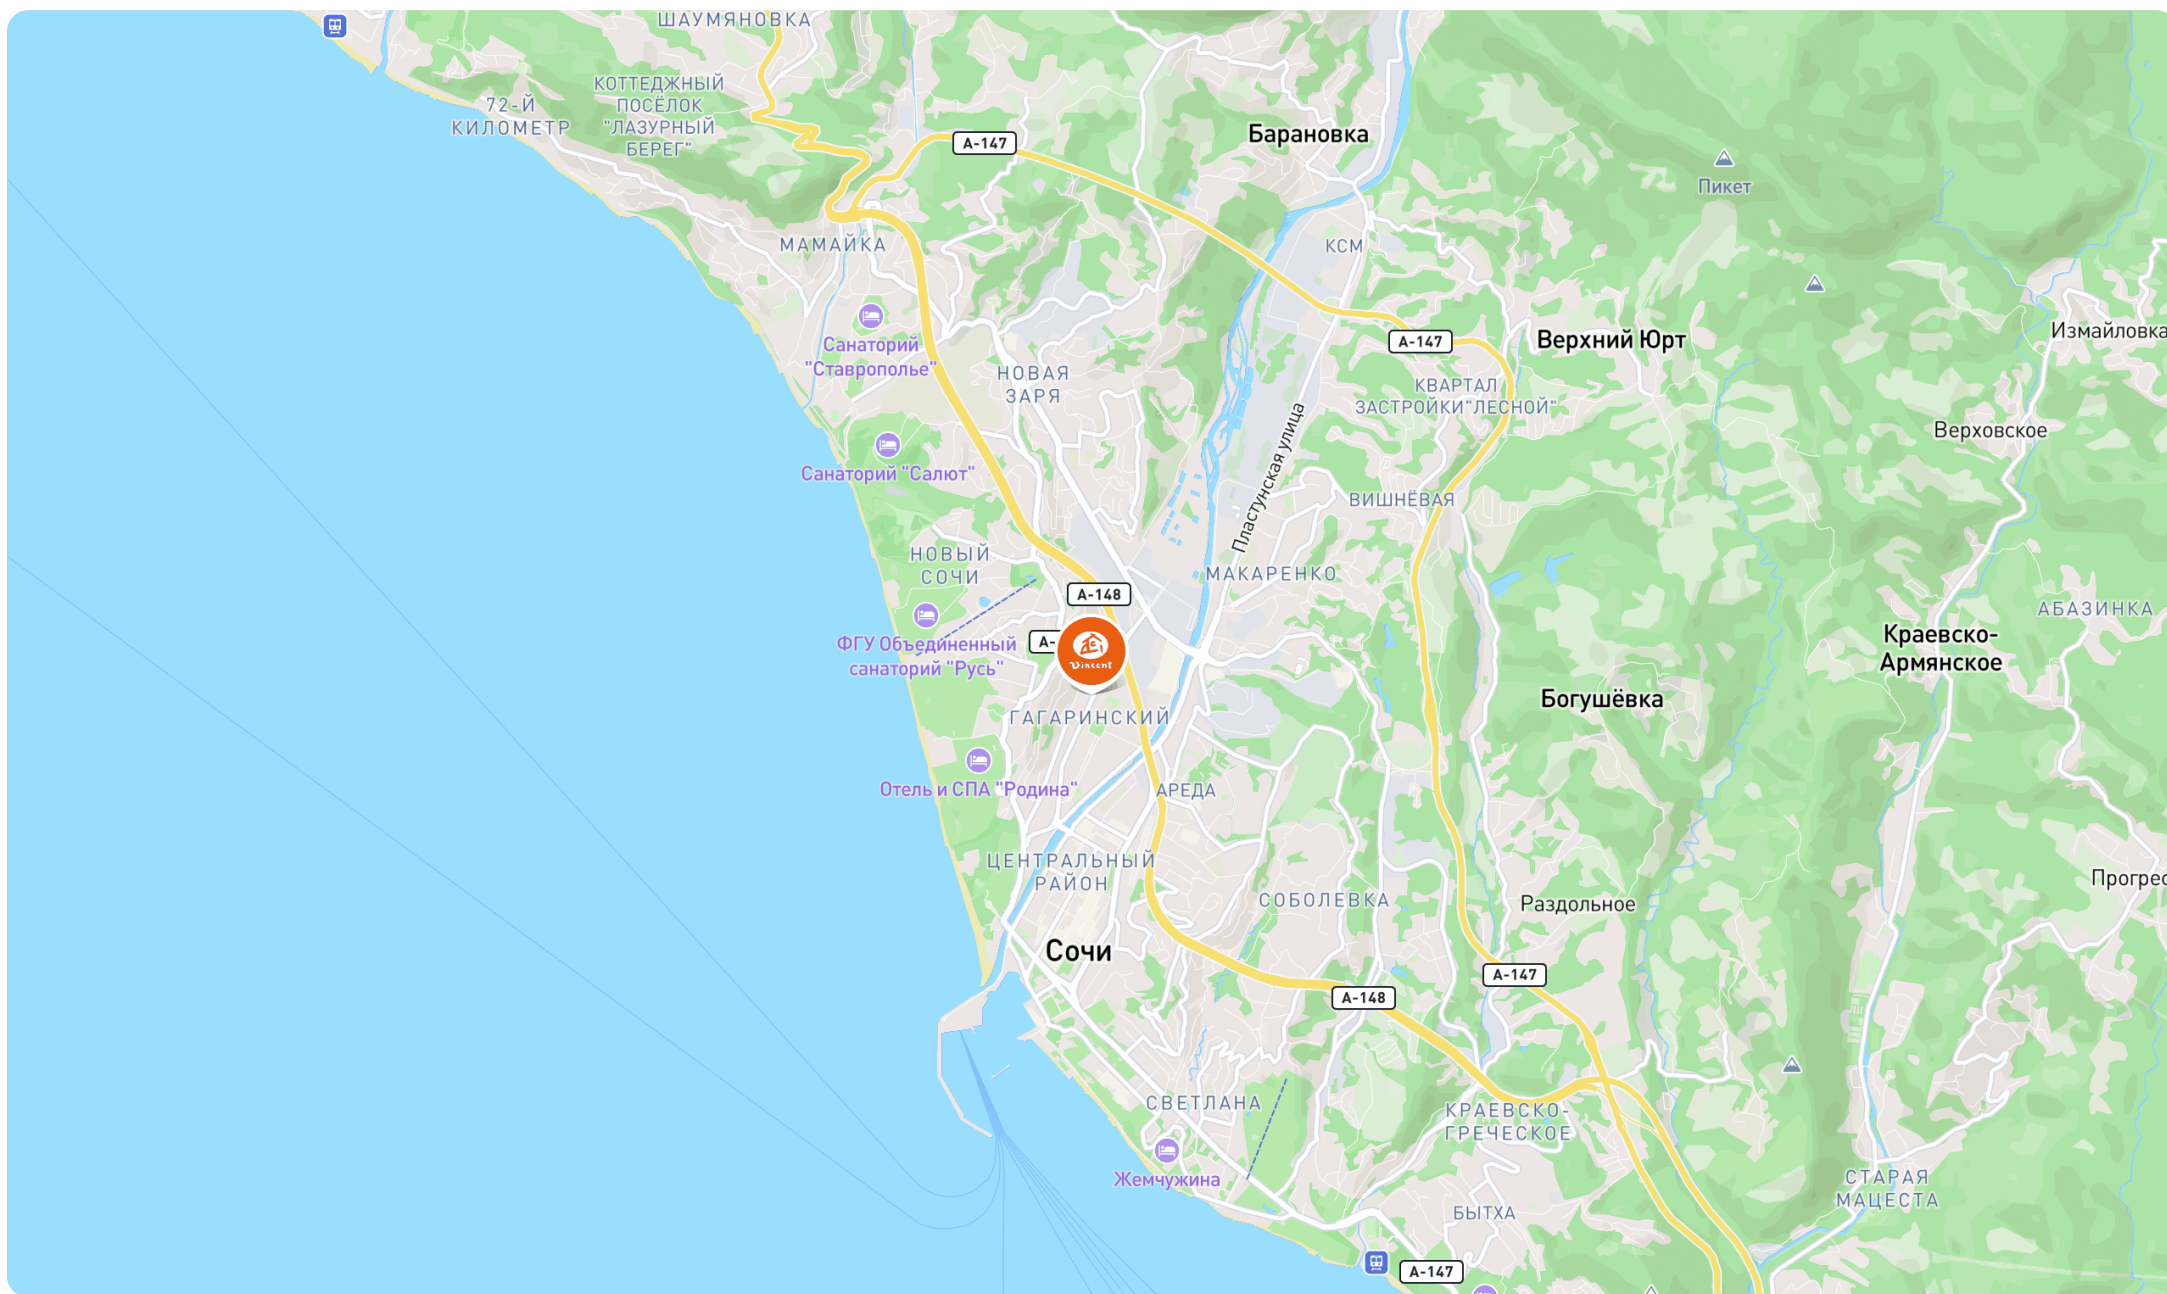 ШАУМЯНОВКА
КОТТЕДЖНЫЙ
ПОСЁЛОК
"ЛАЗУРНЫЙ
БЕРЕГ"
72-Й
КИЛОМЕТР
А-147
Барановка
Пикет
МАМАЙКА
КСМ
Санаторий
"Ставрополье"
НОВАЯ
ЗАРЯ
А-147
Верхний Юрт
Измайловка
КВАРТАЛ
ЗАСТРОЙКИ"ЛЕСНОЙ"
Верховское
Санаторий "Салют"
Пластунская улица
ВИШНЁВАЯ
НОВЫЙ
СОЧИ
МАКАРЕНКО
А-148
АБАЗИНКА
ФГУ Объединенный
санаторий "Русь"
А-
Vincent
Краевско-
Армянское
Богушёвка
ГАГАРИНСКИЙ
Отель и СПА "Родина"
АРЕДА
ЦЕНТРАЛЬНЫЙ
РАЙОН
СОБОЛЕВКА
Раздольное
Прогрес
Сочи
А-148
А-147
СВЕТЛАНА
КРАЕВСКО-
ГРЕЧЕСКОЕ
Жемчужина
СТАРАЯ
МАЦЕСТА
БЫТХА
А-147